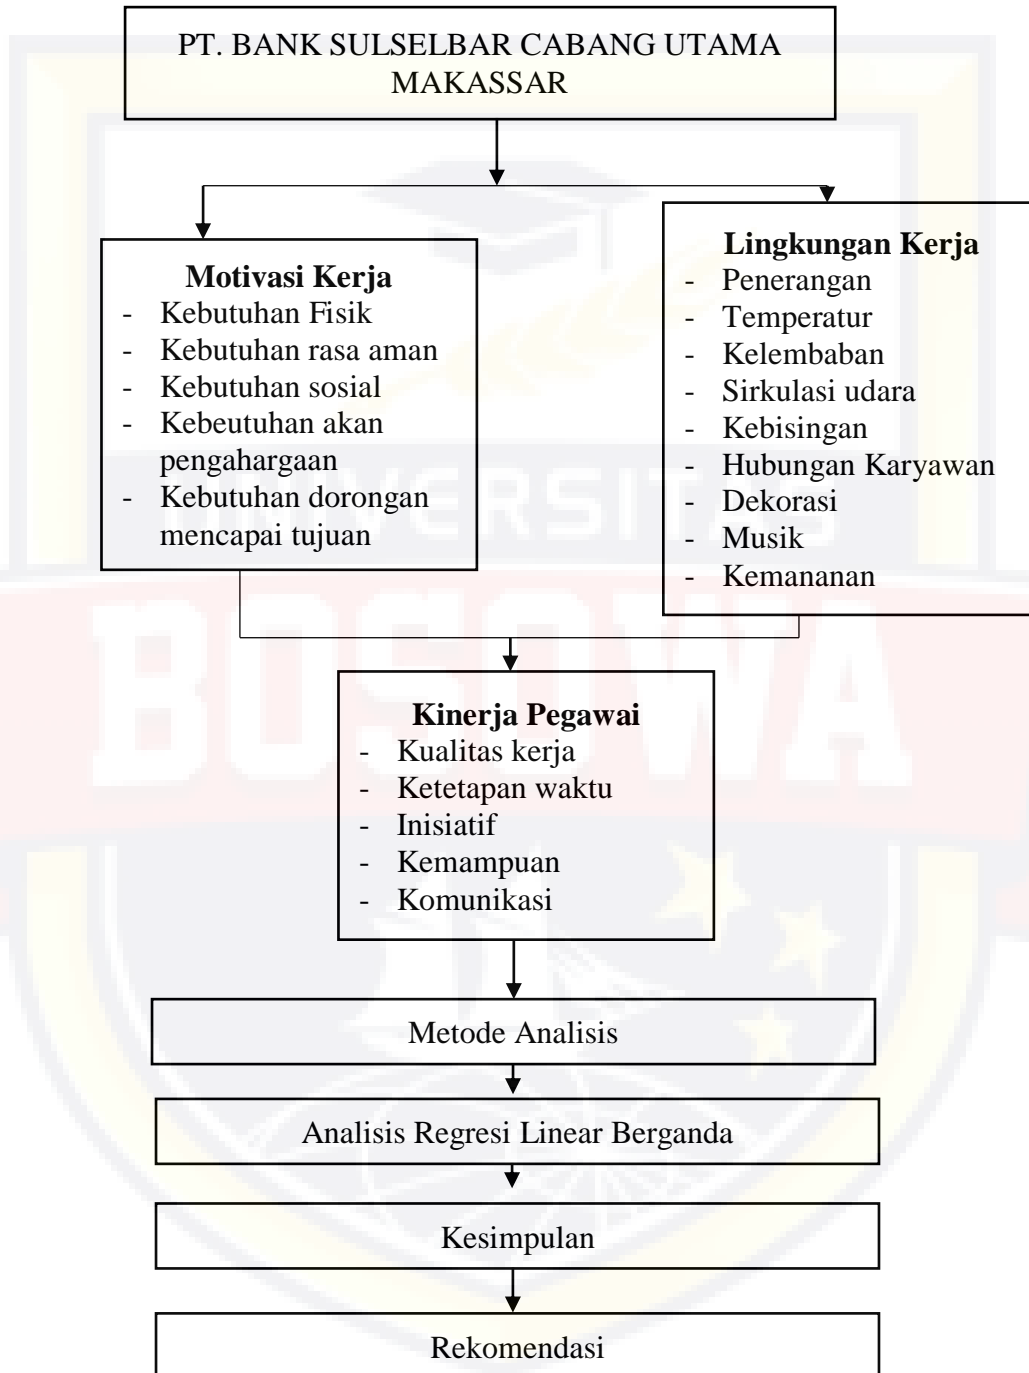 PT. BANK SULSELBAR CABANG UTAMA
MAKASSAR
Motivasi Kerja
- Kebutuhan Fisik
- Kebutuhan rasa aman
- Kebutuhan sosial
- Kebeutuhan akan
pengahargaan
- Kebutuhan dorongan
mencapai tujuan
Lingkungan Kerja
- Penerangan
- Temperatur
- Kelembaban
- Sirkulasi udara
- Kebisingan
- Hubungan Karyawan
- Dekorasi
- Musik
- Kemananan
UNIVERSITAS
BOSOWA
Kinerja Pegawai
- Kualitas kerja
- Ketetapan waktu
- Inisiatif
- Kemampuan
- Komunikasi
Metode Analisis
Analisis Regresi Linear Berganda
Kesimpulan
Rekomendasi